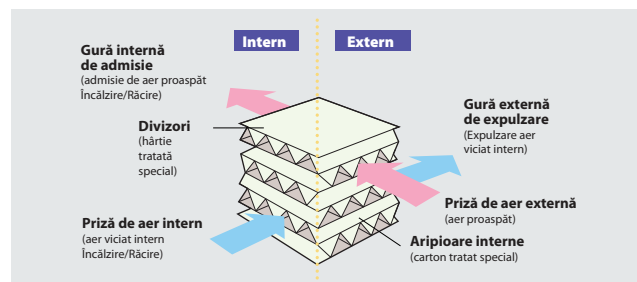 Intern
Extern
Gură internă
de admisie
(admisie de aer proaspăt
Încălzire/Răcire)
Divizori
(hârtie
tratată
special)
Priză de aer intern
(aer viciat intern
Încălzire/Răcire)
Gură externă
de expulzare
(Expulzare aer
viciat intern)
Priză de aer externă
(aer proaspăt)
Aripioare interne
(carton tratat special)